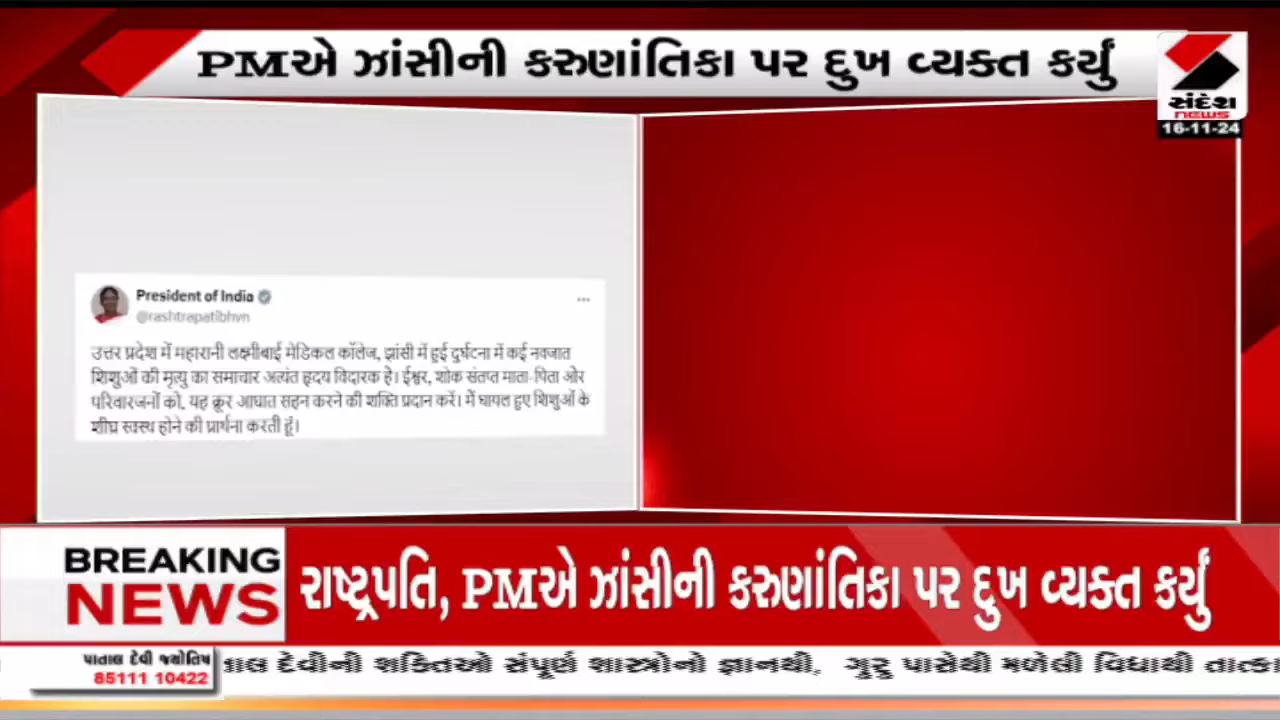 PMએ ઝાંસીની કરુણાંતિકા પર દુખ વ્યક્ત કર્યું
સંદેશ
NEWS
16-11-24
President of India
@rashtrapatibhvn
उत्तर प्रदेश में महारानी लक्ष्मीबाई मेडिकल कॉलेज, झांसी में हुई दुर्घटना में कई नवजात
शिशुओं की मृत्यु का समाचार अत्यंत हृदय विदारक है। ईश्वर, शोक संतप्त माता-पिता और
परिवारजनों को, यह क्रूर आघात सहन करने की शक्ति प्रदान करें। मैं घायल हुए शिशुओं के
शीघ्र स्वस्थ होने की प्रार्थना करती हूं।
BREAKING
NEWS
રાષ્ટ્રપતિ, PMએ ઝાંસીની કરુણાંતિકા પર દુખ વ્યક્ત કર્યું
પાતાલ દેવી જ્યોતિષ
85111 10422
દેવીની શક્તિઓ સંપૂર્ણ શાસ્ત્રોનો જ્ઞાનથી, ગુરુ પાસેથી મળેલી વિદ્યાથી